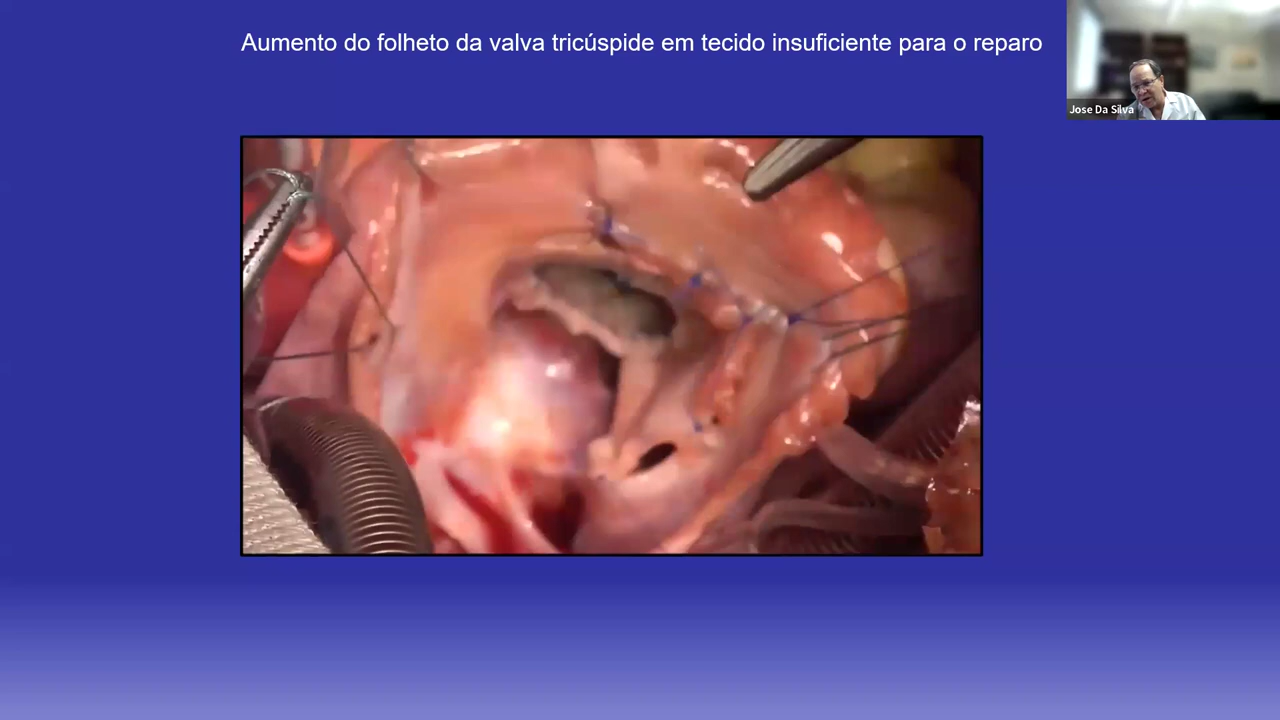 Aumento do folheto da valva tricúspide em tecido insuficiente para o reparo
Jose Da Silva